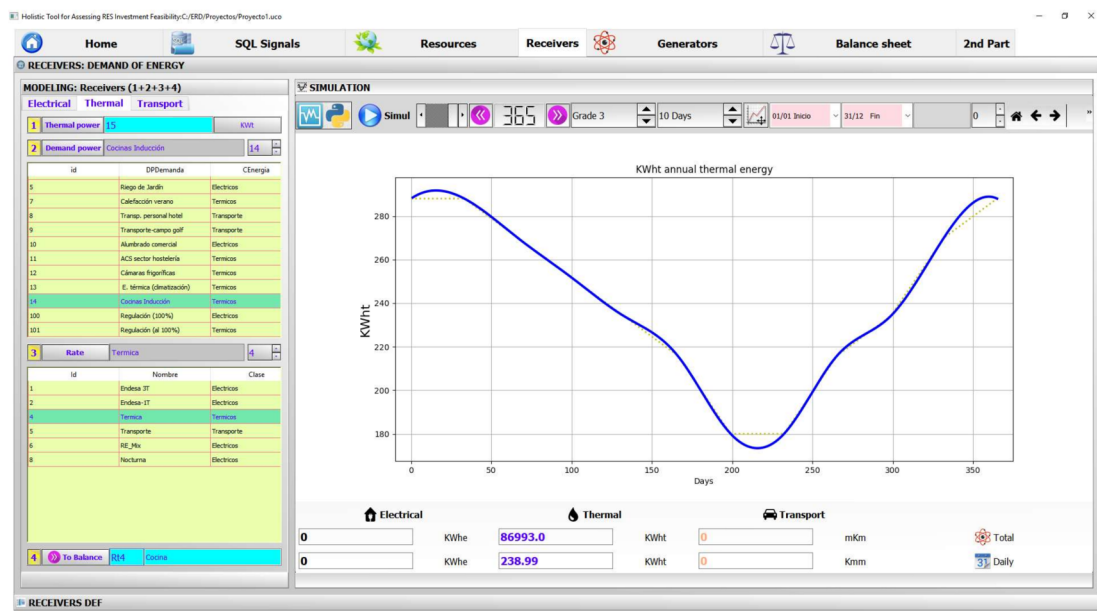 Holistic Tool for Assessing RES Investment Feasibility:C:/ERD/Proyectos/Proyecto1.uco
Home SQL Signals Resources Receivers Generators Balance sheet 2nd Part
RECEIVERS: DEMAND OF ENERGY
MODELING: Receivers (1+2+3+4)
Electrical Thermal Transport
1 Thermal power 15 KWt
2 Demand power Cocinas Inducción 14
id DPDemanda CEnergia
5 Riego de Jardín Electricos
7 Calefacción verano Termicos
8 Transp. personal hotel Transporte
9 Transporte-campo golf Transporte
10 Alumbrado comercial Electricos
11 ACS sector hostelería Termicos
12 Cámaras frigoríficas Termicos
13 E. térmica (climatización) Termicos
14 Cocinas Inducción Termicos
100 Regulación (100%) Electricos
101 Regulación (al 100%) Termicos
3 Rate Termica 4
Id Nombre Clase
1 Endesa 3T Electricos
2 Endesa-1T Electricos
4 Termica Termicos
5 Transporte Transporte
6 RE_Mix Electricos
8 Nocturna Electricos
4 To Balance Rt4 Cocina
SIMULATION
Simul 365 Grade 3 10 Days 01/01 Inicio 31/12 Fin 0 »
KWht annual thermal energy
KWht
280
260
240
220
200
180
0 50 100 150 200 250 300 350
Days
Electrical Thermal Transport
0 KWhe 86993.0 KWht 0 mKm Total
0 KWhe 238.99 KWht 0 Kmm 31 Daily
RECEIVERS DEF